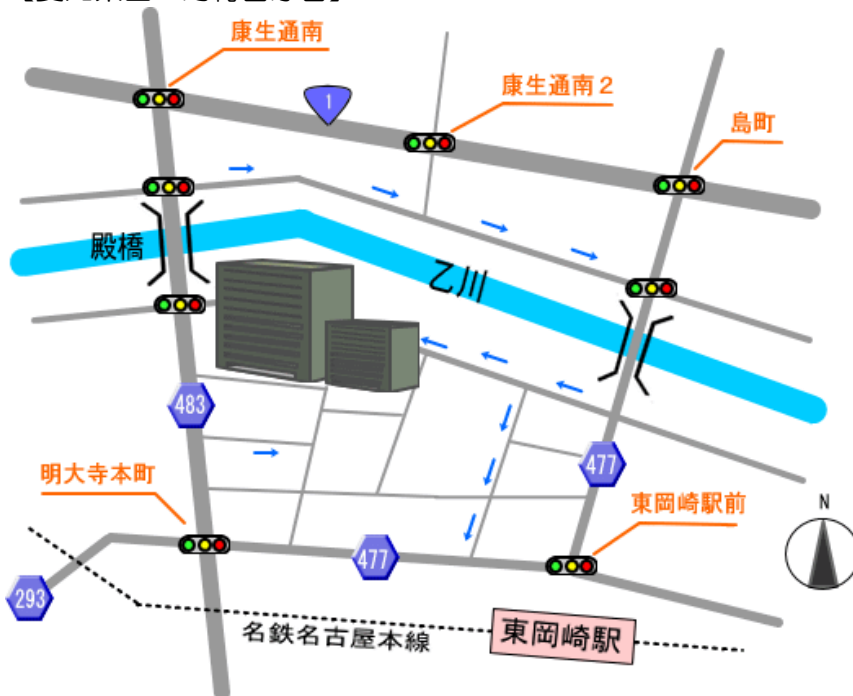 康生通南
1
康生通南2
島町
殿橋
乙川
483
477
明大寺本町
東岡崎駅前
N
477
293
名鉄名古屋本線
東岡崎駅